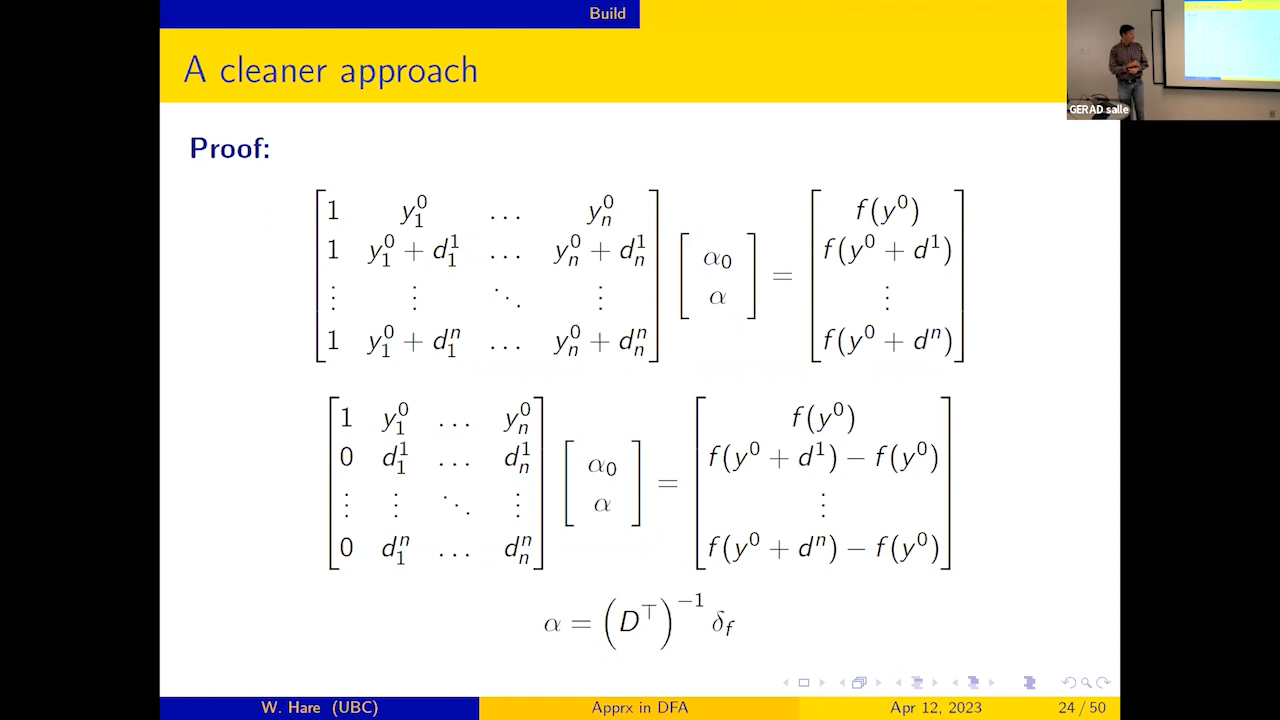 Build
A cleaner approach
GERAD salle
Proof:
1 y₁⁰ … yₙ⁰
1 y₁⁰ + d₁¹ … yₙ⁰ + dₙ¹
⋮ ⋮ ⋱ ⋮
1 y₁⁰ + d₁ⁿ … yₙ⁰ + dₙⁿ
α₀
α
=
f(y⁰)
f(y⁰ + d¹)
⋮
f(y⁰ + dⁿ)
1 y₁⁰ … yₙ⁰
0 d₁¹ … dₙ¹
⋮ ⋮ ⋱ ⋮
0 d₁ⁿ … dₙⁿ
α₀
α
=
f(y⁰)
f(y⁰ + d¹) − f(y⁰)
⋮
f(y⁰ + dⁿ) − f(y⁰)
α = (D⊤)⁻¹ δ_f
W. Hare (UBC) Apprx in DFA Apr 12, 2023 24 / 50